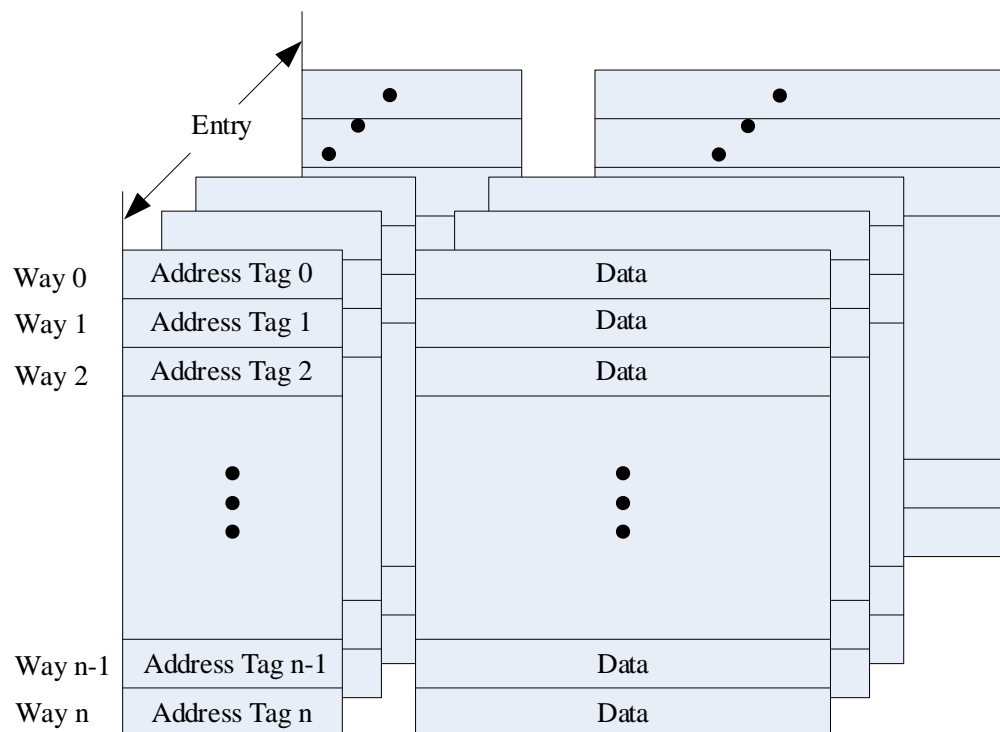 Entry
Way 0 Address Tag 0 Data
Way 1 Address Tag 1 Data
Way 2 Address Tag 2 Data
Way n-1 Address Tag n-1 Data
Way n Address Tag n Data